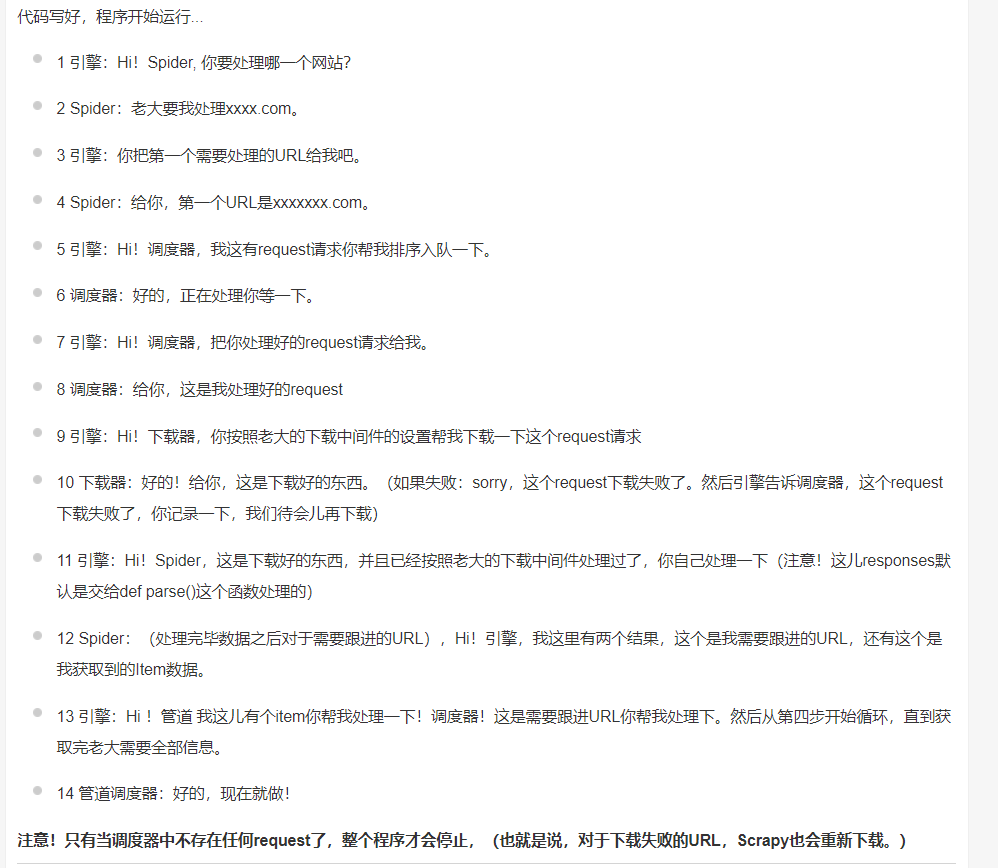 代码写好，程序开始运行...
1 引擎：Hi！Spider, 你要处理哪一个网站？
2 Spider：老大要我处理xxxx.com。
3 引擎：你把第一个需要处理的URL给我吧。
4 Spider：给你，第一个URL是xxxxxxx.com。
5 引擎：Hi！调度器，我这有request请求你帮我排序入队一下。
6 调度器：好的，正在处理你等一下。
7 引擎：Hi！调度器，把你处理好的request请求给我。
8 调度器：给你，这是我处理好的request
9 引擎：Hi！下载器，你按照老大的下载中间件的设置帮我下载一下这个request请求
10 下载器：好的！给你，这是下载好的东西。（如果失败：sorry，这个request下载失败了。然后引擎告诉调度器，这个request
下载失败了，你记录一下，我们待会儿再下载）
11 引擎：Hi！Spider，这是下载好的东西，并且已经按照老大的下载中间件处理过了，你自己处理一下（注意！这儿responses默
认是交给def parse()这个函数处理的）
12 Spider：（处理完毕数据之后对于需要跟进的URL），Hi！引擎，我这里有两个结果，这个是我需要跟进的URL，还有这个是
我获取到的Item数据。
13 引擎：Hi ！管道 我这儿有个item你帮我处理一下！调度器！这是需要跟进URL你帮我处理下。然后从第四步开始循环，直到获
取完老大需要全部信息。
14 管道调度器：好的，现在就做！
注意！只有当调度器中不存在任何request了，整个程序才会停止，（也就是说，对于下载失败的URL，Scrapy也会重新下载。）